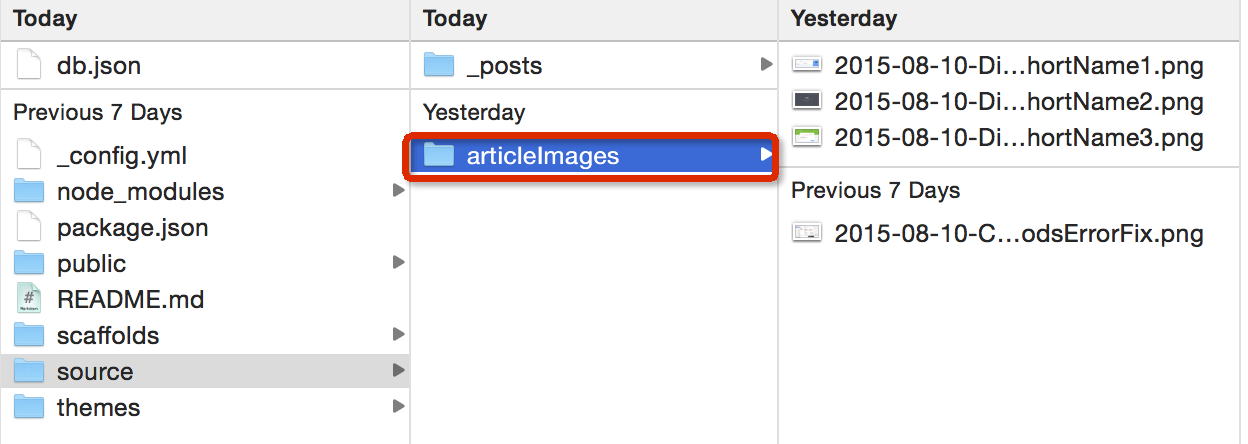 Today
db.json
Previous 7 Days
_config.yml
node_modules
package.json
public
#
README.md
scaffolds
source
themes
Today
_posts
Yesterday
articleImages
Yesterday
2015-08-10-Di...hortName1.png
2015-08-10-Di...hortName2.png
2015-08-10-Di...hortName3.png
Previous 7 Days
2015-08-10-C...odsErrorFix.png